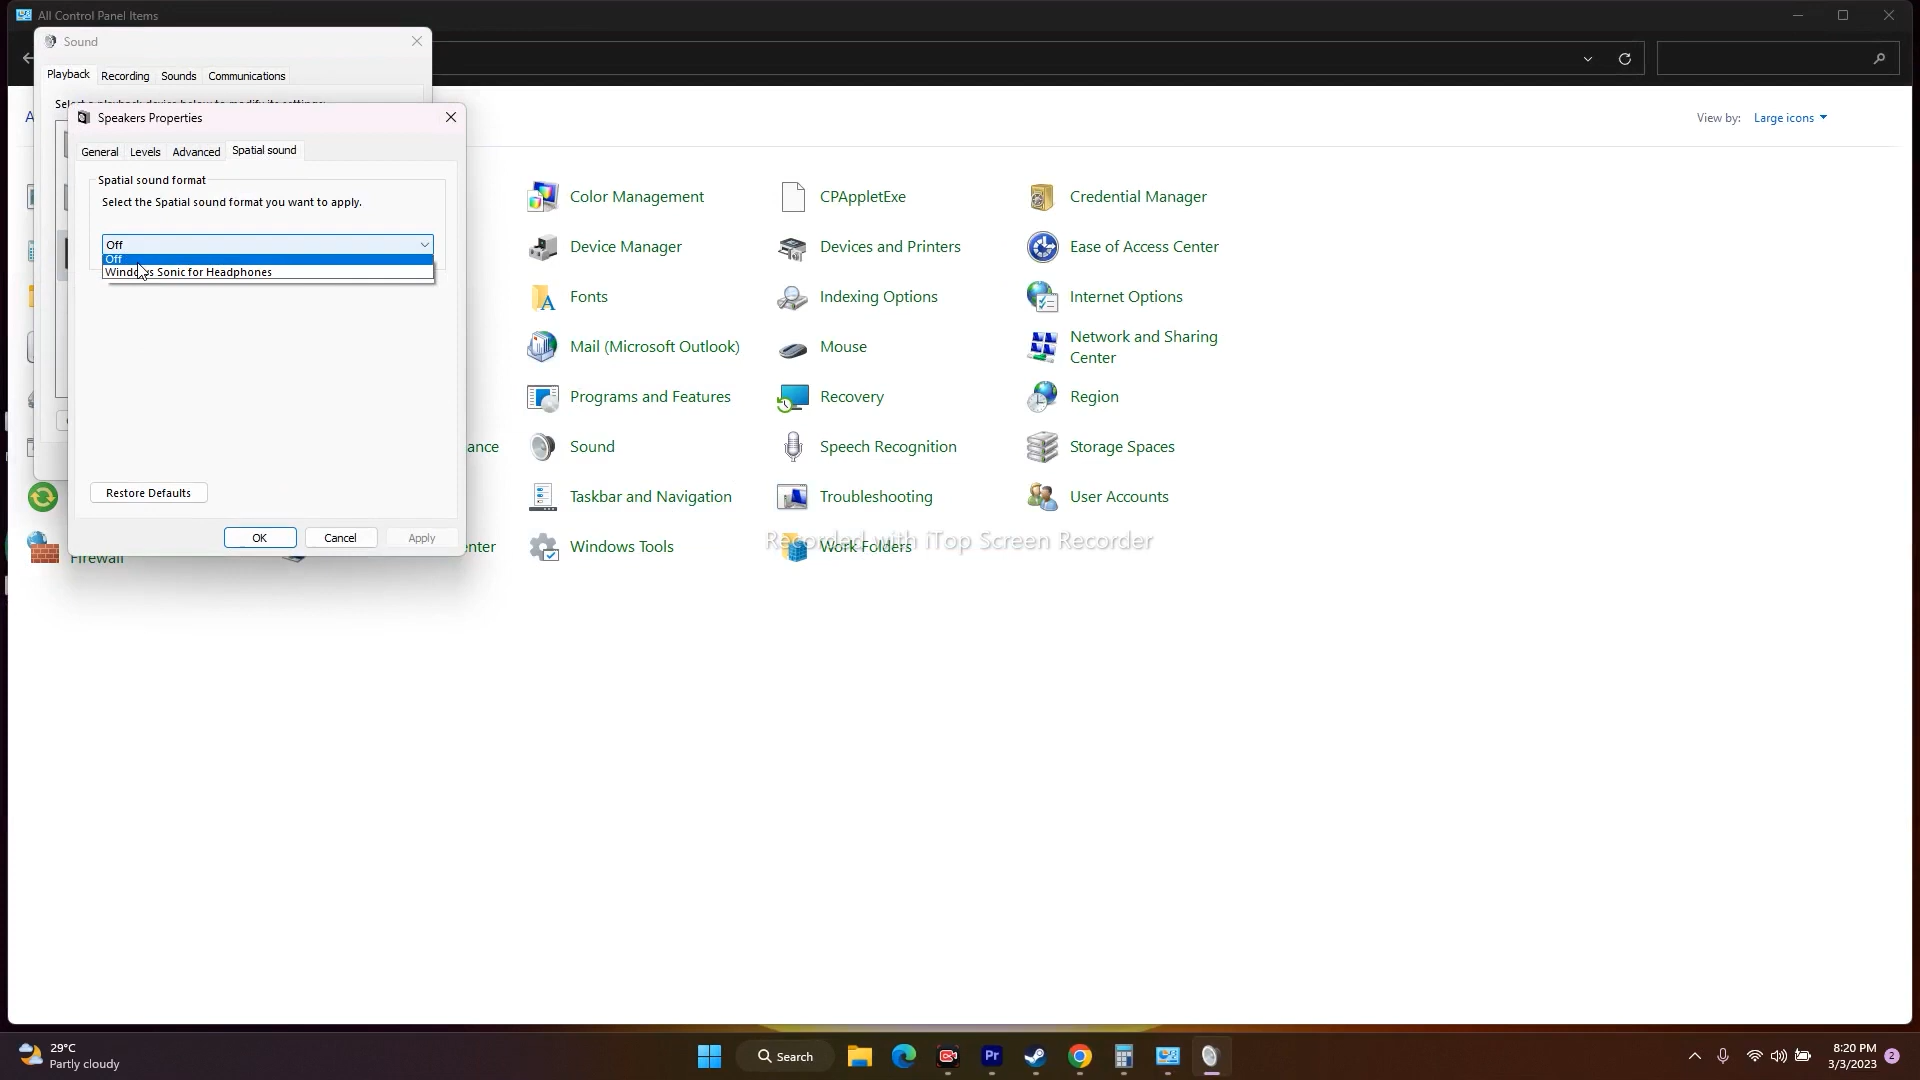 All Control Panel Items
Sound
Playback
Recording
Sounds
Communications
Speakers Properties
General
Levels
Advanced
Spatial sound
Spatial sound format
Select the Spatial sound format you want to apply.
Off
Off
Windows Sonic for Headphones
Restore Defaults
OK
Cancel
Apply
View by:
Large icons
Color Management
CPAppletExe
Credential Manager
Device Manager
Devices and Printers
Ease of Access Center
Fonts
Indexing Options
Internet Options
Mail (Microsoft Outlook)
Mouse
Network and Sharing
Center
Programs and Features
Recovery
Region
ance
Sound
Speech Recognition
Storage Spaces
Taskbar and Navigation
Troubleshooting
User Accounts
enter
Windows Tools
Work Folders
Recorded with iTop Screen Recorder
Firewall
29°C
Partly cloudy
Search
Pr
8:20 PM
3/3/2023
2